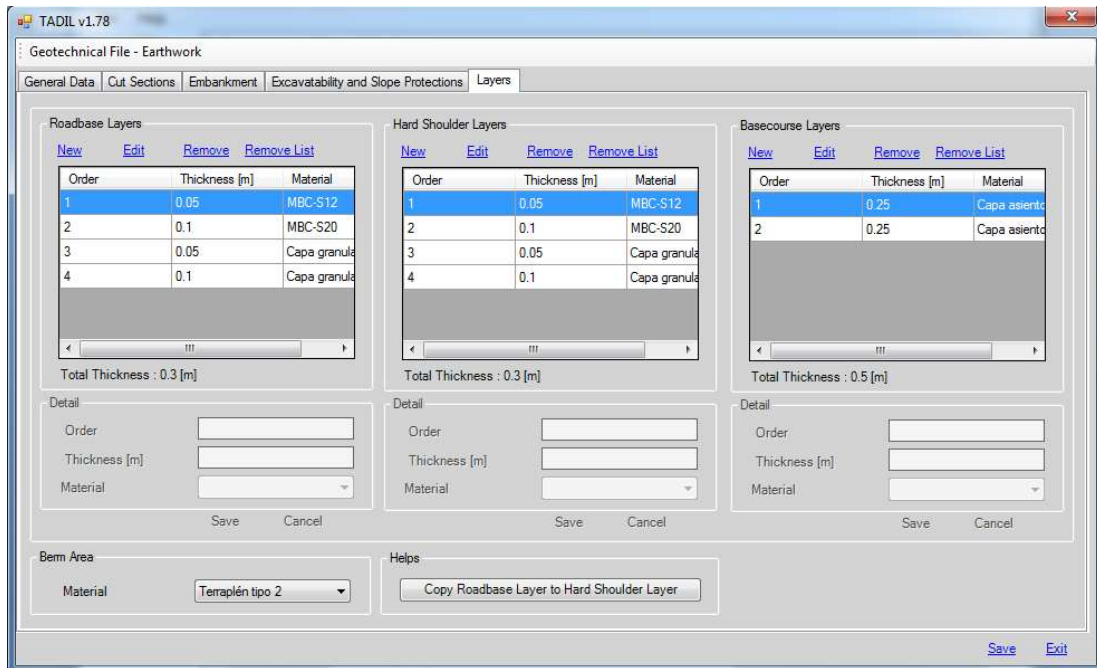 TADIL v1.78
Geotechnical File - Earthwork
General Data Cut Sections Embankment Excavatability and Slope Protections Layers
Roadbase Layers
New Edit Remove Remove List
Order Thickness [m] Material
1 0.05 MBC-S12
2 0.1 MBC-S20
3 0.05 Capa granula
4 0.1 Capa granula
Total Thickness : 0.3 [m]
Detail
Order
Thickness [m]
Material
Save Cancel
Hard Shoulder Layers
New Edit Remove Remove List
Order Thickness [m] Material
1 0.05 MBC-S12
2 0.1 MBC-S20
3 0.05 Capa granula
4 0.1 Capa granula
Total Thickness : 0.3 [m]
Detail
Order
Thickness [m]
Material
Save Cancel
Basecourse Layers
New Edit Remove Remove List
Order Thickness [m] Material
1 0.25 Capa asiento
2 0.25 Capa asiento
Total Thickness : 0.5 [m]
Detail
Order
Thickness [m]
Material
Save Cancel
Berm Area
Material Terraplén tipo 2
Helps
Copy Roadbase Layer to Hard Shoulder Layer
Save Exit